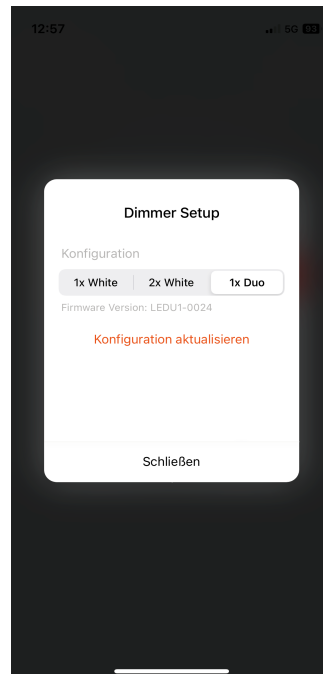 12:57 5G 93
Dimmer Setup
Konfiguration
1x White 2x White 1x Duo
Firmware Version: LEDU1-0024
Konfiguration aktualisieren
Schließen